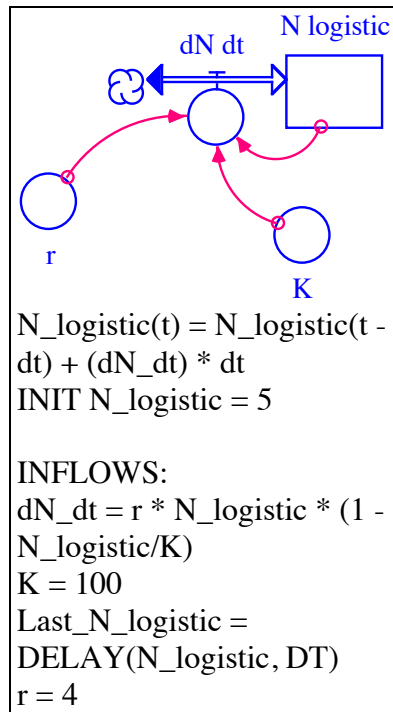 N logistic
dN dt
r
K
N_logistic(t) = N_logistic(t -
dt) + (dN_dt) * dt
INIT N_logistic = 5
INFLOWS:
dN_dt = r * N_logistic * (1 -
N_logistic/K)
K = 100
Last_N_logistic =
DELAY(N_logistic, DT)
r = 4